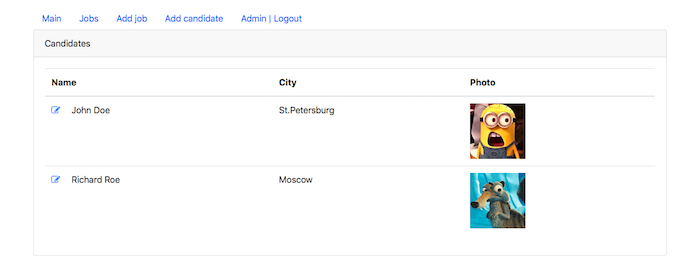 Main Jobs Add job Add candidate Admin | Logout
Candidates
Name City Photo
John Doe St.Petersburg
Richard Roe Moscow